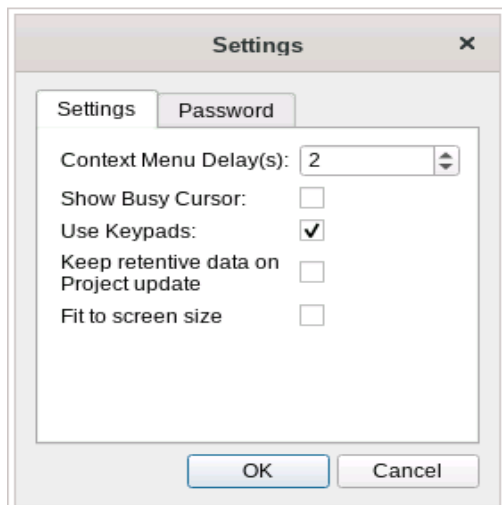 Settings
Settings Password
Context Menu Delay(s): 2
Show Busy Cursor:
Use Keypads:
Keep retentive data on
Project update
Fit to screen size
OK Cancel